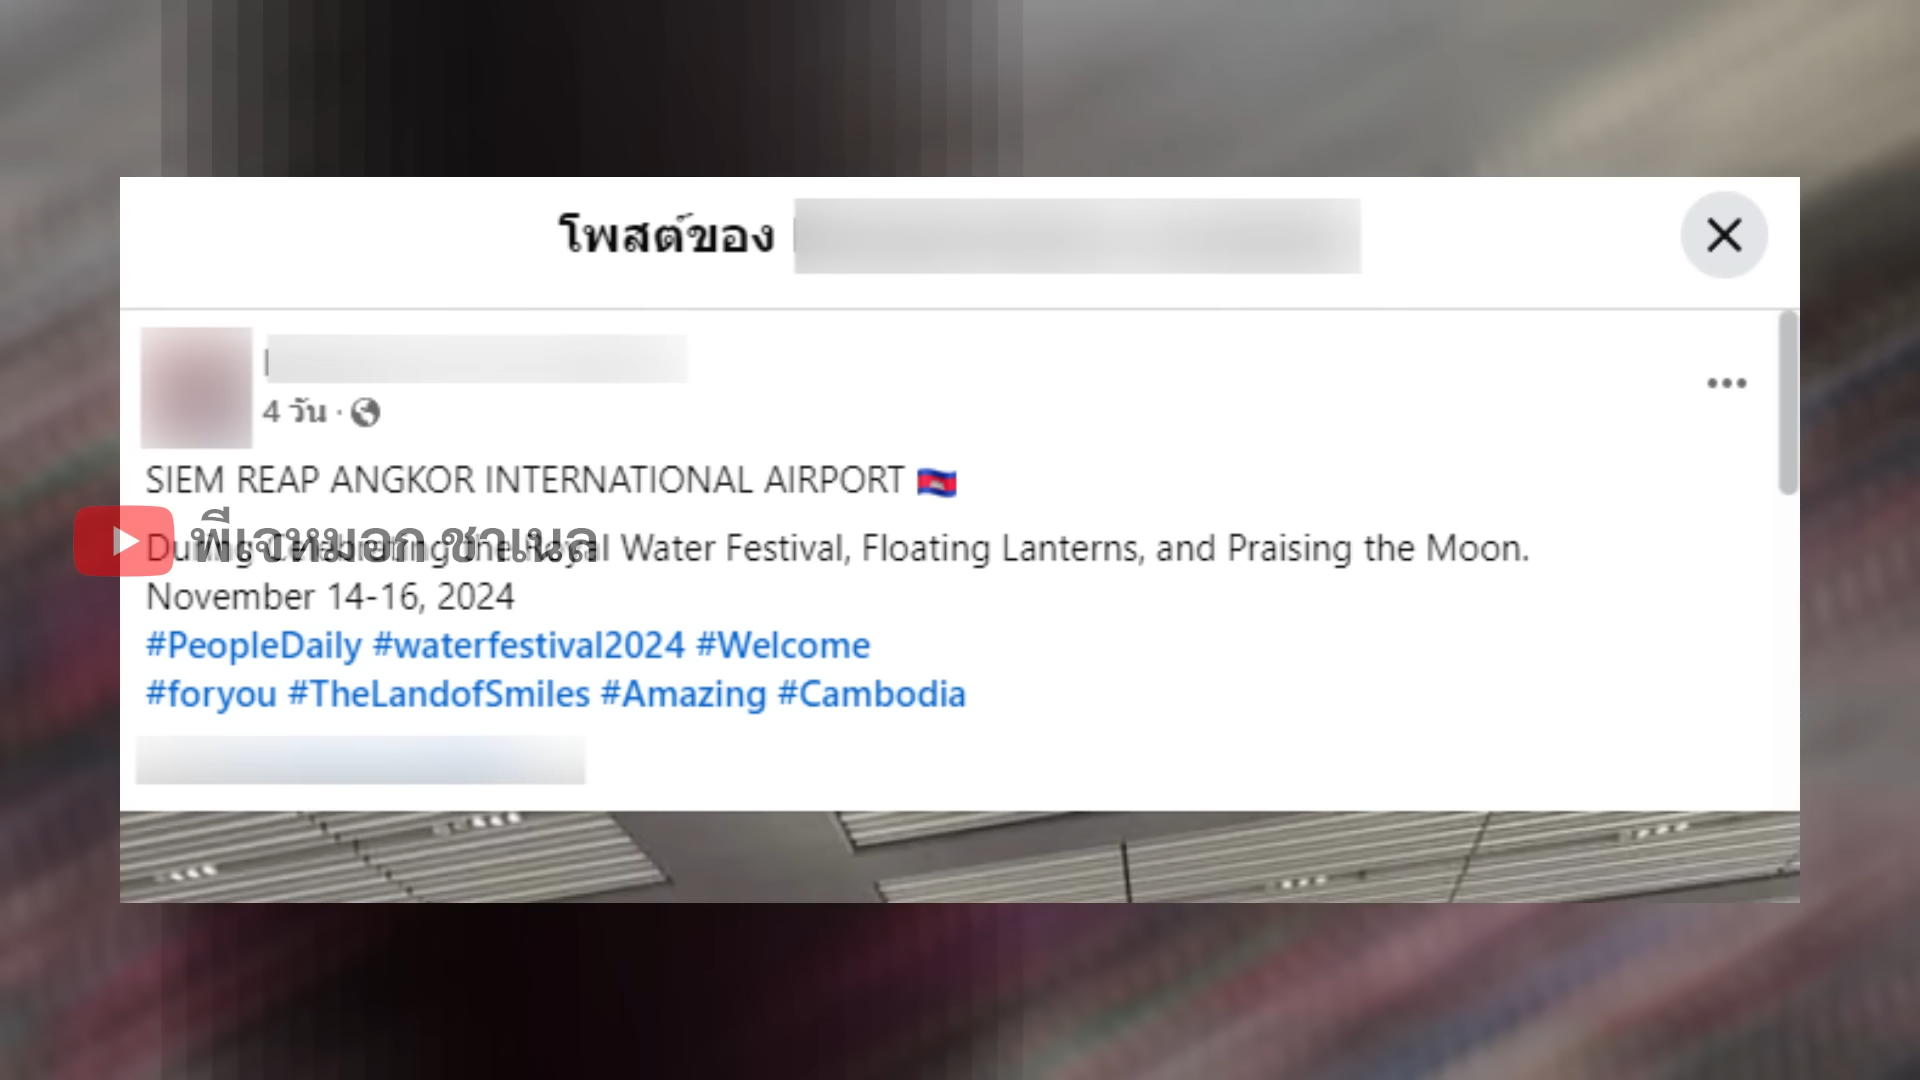 โพสต์ของ
4 วัน ·
SIEM REAP ANGKOR INTERNATIONAL AIRPORT 🇰🇭
พีเจหมอก ชาแนล
During Celebrating the Royal Water Festival, Floating Lanterns, and Praising the Moon.
November 14-16, 2024
#PeopleDaily #waterfestival2024 #Welcome
#foryou #TheLandofSmiles #Amazing #Cambodia